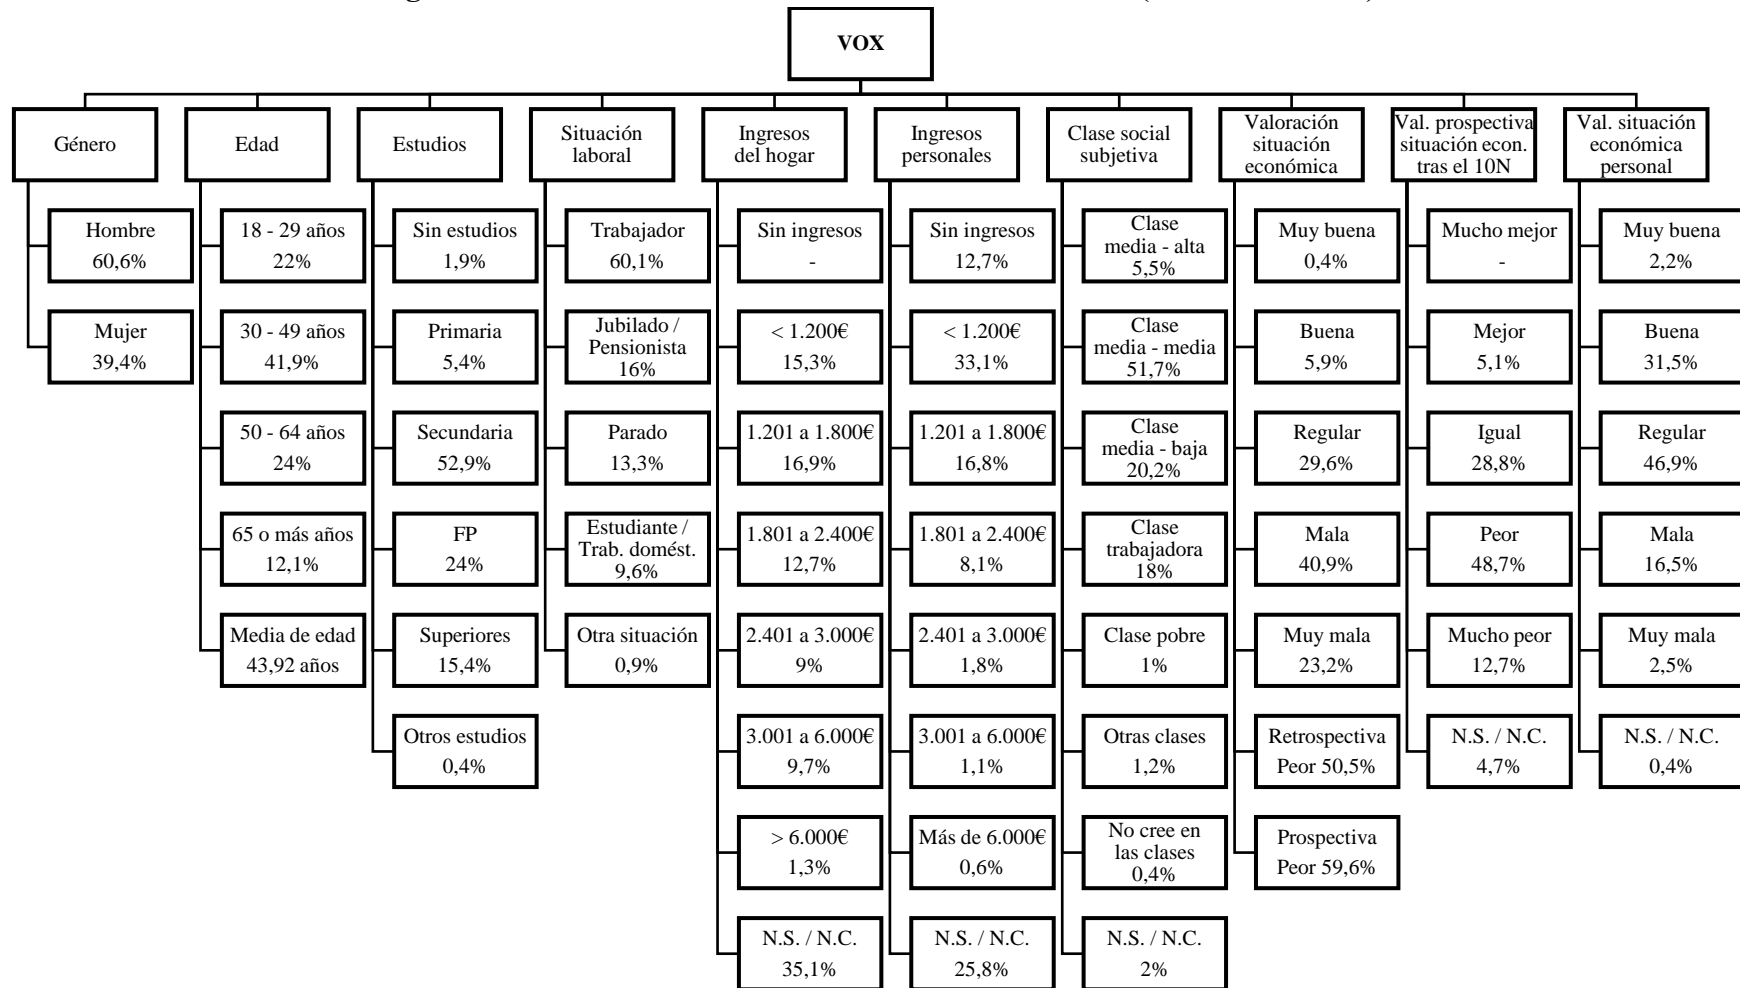 VOX
Género
Edad
Estudios
Situación
laboral
Ingresos
del hogar
Ingresos
personales
Clase social
subjetiva
Valoración
situación
económica
Val. prospectiva
situación econ.
tras el 10N
Val. situación
económica
personal
Hombre
60,6%
Mujer
39,4%
18 - 29 años
22%
30 - 49 años
41,9%
50 - 64 años
24%
65 o más años
12,1%
Media de edad
43,92 años
Sin estudios
1,9%
Primaria
5,4%
Secundaria
52,9%
FP
24%
Superiores
15,4%
Otros estudios
0,4%
Trabajador
60,1%
Jubilado /
Pensionista
16%
Parado
13,3%
Estudiante /
Trab. domést.
9,6%
Otra situación
0,9%
Sin ingresos
-
< 1.200€
15,3%
1.201 a 1.800€
16,9%
1.801 a 2.400€
12,7%
2.401 a 3.000€
9%
3.001 a 6.000€
9,7%
> 6.000€
1,3%
N.S. / N.C.
35,1%
Sin ingresos
12,7%
< 1.200€
33,1%
1.201 a 1.800€
16,8%
1.801 a 2.400€
8,1%
2.401 a 3.000€
1,8%
3.001 a 6.000€
1,1%
Más de 6.000€
0,6%
N.S. / N.C.
25,8%
Clase
media - alta
5,5%
Clase
media - media
51,7%
Clase
media - baja
20,2%
Clase
trabajadora
18%
Clase pobre
1%
Otras clases
1,2%
No cree en
las clases
0,4%
N.S. / N.C.
2%
Muy buena
0,4%
Buena
5,9%
Regular
29,6%
Mala
40,9%
Muy mala
23,2%
Retrospectiva
Peor 50,5%
Prospectiva
Peor 59,6%
Mucho mejor
-
Mejor
5,1%
Igual
28,8%
Peor
48,7%
Mucho peor
12,7%
N.S. / N.C.
4,7%
Muy buena
2,2%
Buena
31,5%
Regular
46,9%
Mala
16,5%
Muy mala
2,5%
N.S. / N.C.
0,4%